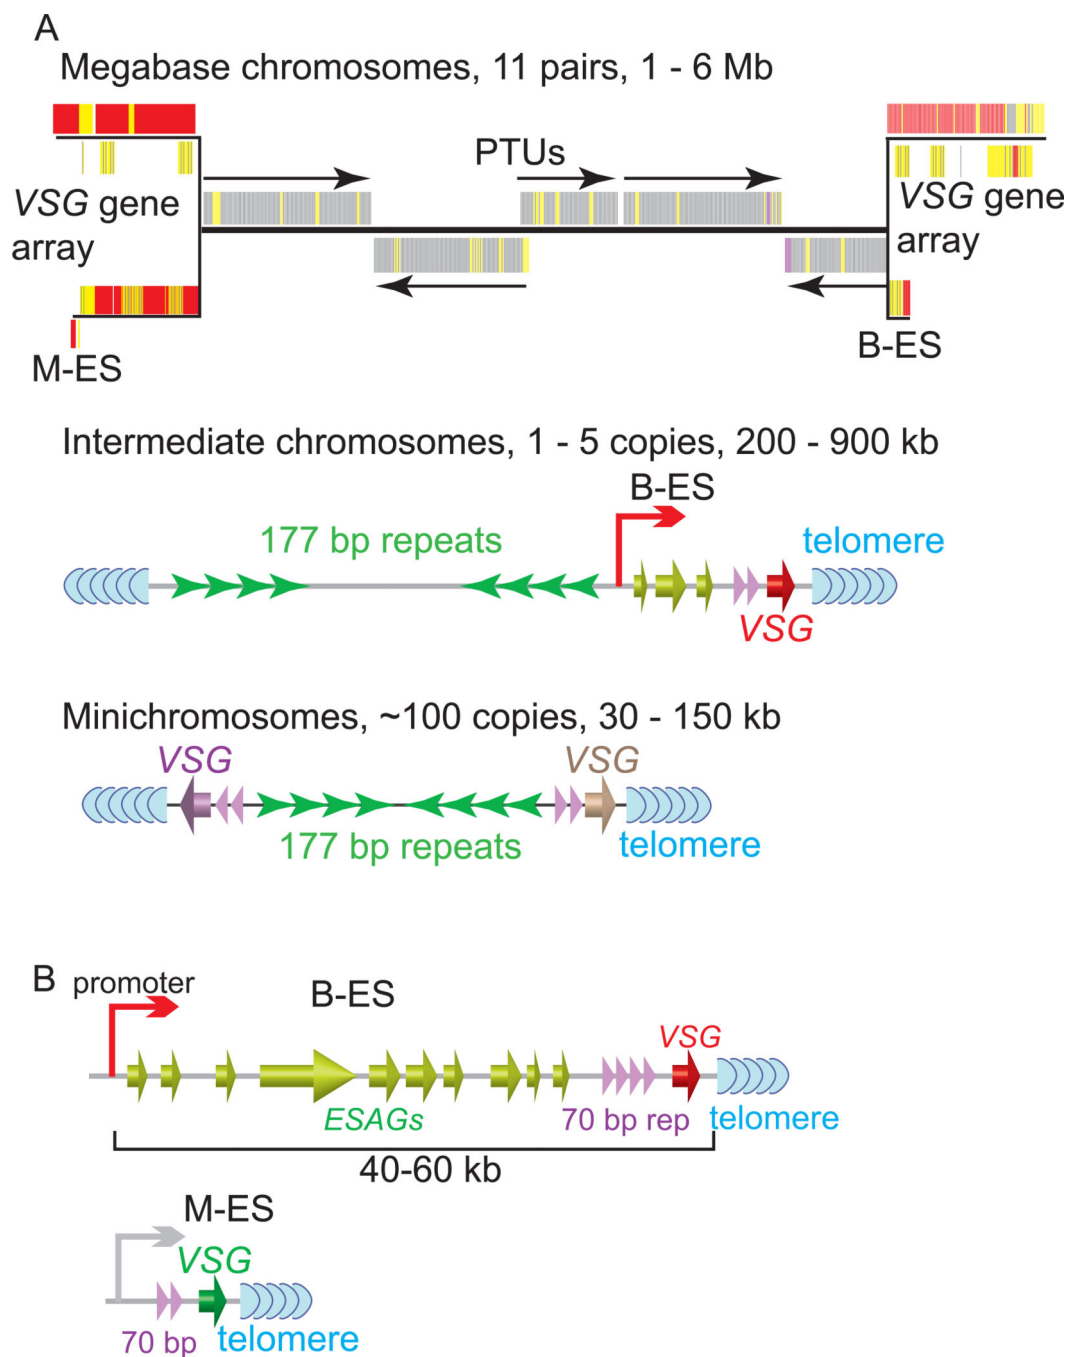 A
Megabase chromosomes, 11 pairs, 1 - 6 Mb
PTUs
VSG gene
array
VSG gene
array
M-ES
B-ES
Intermediate chromosomes, 1 - 5 copies, 200 - 900 kb
B-ES
177 bp repeats
telomere
VSG
Minichromosomes, ~100 copies, 30 - 150 kb
VSG
VSG
177 bp repeats
telomere
B
promoter
B-ES
VSG
ESAGs
70 bp rep
telomere
40-60 kb
M-ES
VSG
70 bp
telomere